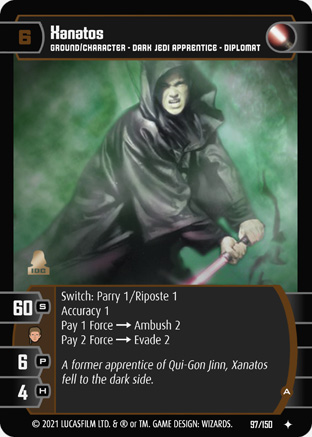 6
Xanatos
GROUND/CHARACTER - DARK JEDI APPRENTICE - DIPLOMAT
60 S
6 P
4 H
Switch: Parry 1/Riposte 1
Accuracy 1
Pay 1 Force → Ambush 2
Pay 2 Force → Evade 2
A former apprentice of Qui-Gon Jinn, Xanatos
fell to the dark side.
A
© 2021 LUCASFILM LTD. & ® or TM. GAME DESIGN: WIZARDS. 97/150